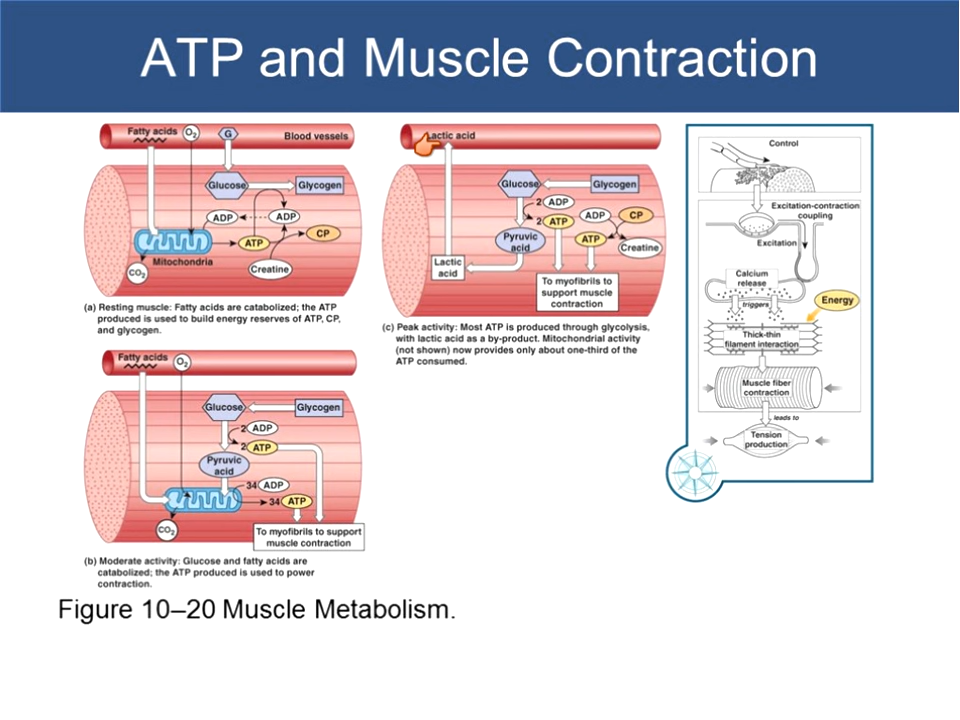 ATP and Muscle Contraction
Fatty acids
O2
G
Blood vessels
Glucose
Glycogen
ADP
ADP
ATP
CP
Creatine
Mitochondria
CO2
(a) Resting muscle: Fatty acids are catabolized; the ATP
produced is used to build energy reserves of ATP, CP,
and glycogen.
Fatty acids
O2
Glucose
Glycogen
2 ADP
2 ATP
Pyruvic
acid
34 ADP
34 ATP
CO2
To myofibrils to support
muscle contraction
(b) Moderate activity: Glucose and fatty acids are
catabolized; the ATP produced is used to power
contraction.
Lactic acid
Glucose
Glycogen
2 ADP
2 ATP
ADP
CP
ATP
Creatine
Pyruvic
acid
Lactic
acid
To myofibrils to
support muscle
contraction
(c) Peak activity: Most ATP is produced through glycolysis,
with lactic acid as a by-product. Mitochondrial activity
(not shown) now provides only about one-third of the
ATP consumed.
Control
Excitation-contraction
coupling
Excitation
Calcium
release
triggers
Energy
Thick-thin
filament interaction
Muscle fiber
contraction
leads to
Tension
production
Figure 10–20 Muscle Metabolism.